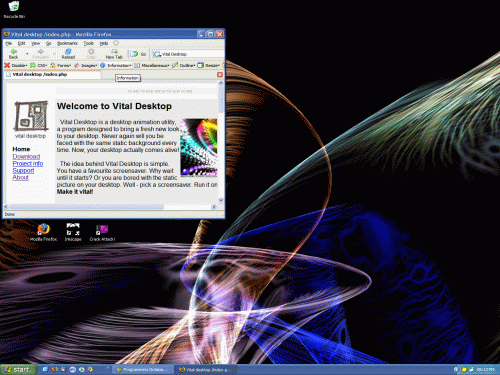 Recycle Bin
Vital desktop /index.php - Mozilla Firefox
File Edit View Go Bookmarks Tools Help
Back Forward Reload Stop New Tab Vital Desktop
Disable CSS Forms Images Information Miscellaneous Outline Resize
Vital desktop /index.php
Information
vital desktop
Home
Download
Project info
Support
About
Welcome to Vital Desktop
Vital Desktop is a desktop animation utility,
a program designed to bring a fresh new look
to your desktop. Never again will you be
faced with the same static background every
time. Now, your desktop actually comes alive!
The idea behind Vital Desktop is simple.
You have a favourite screensaver. Why wait
until it starts? Or you are bored with the static
picture on your desktop. Well - pick a screensaver. Run it on
Make it vital!
Done
Mozilla Firefox Inkscape Crack Attack!
start Programmers Notepa... Vital desktop /index.p...